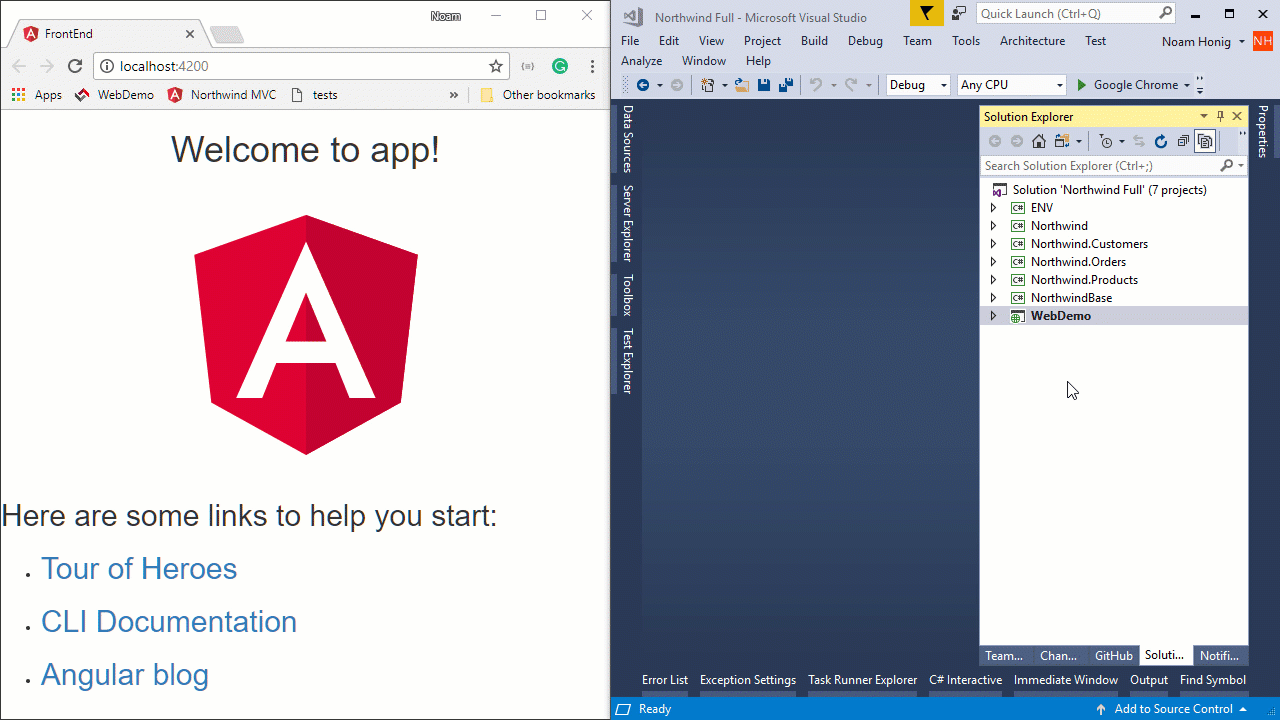 Noam
FrontEnd
localhost:4200
Apps WebDemo Northwind MVC tests » Other bookmarks
Welcome to app!
Here are some links to help you start:
Tour of Heroes
CLI Documentation
Angular blog
Northwind Full - Microsoft Visual Studio
Quick Launch (Ctrl+Q)
File Edit View Project Build Debug Team Tools Architecture Test
Noam Honig NH
Analyze Window Help
Debug Any CPU Google Chrome
Data Sources
Server Explorer
Toolbox
Test Explorer
Solution Explorer
Search Solution Explorer (Ctrl+;)
Solution 'Northwind Full' (7 projects)
C# ENV
C# Northwind
C# Northwind.Customers
C# Northwind.Orders
C# Northwind.Products
C# NorthwindBase
WebDemo
Properties
Team... Chan... GitHub Soluti... Notifi...
Error List Exception Settings Task Runner Explorer C# Interactive Immediate Window Output Find Symbol
Ready
Add to Source Control